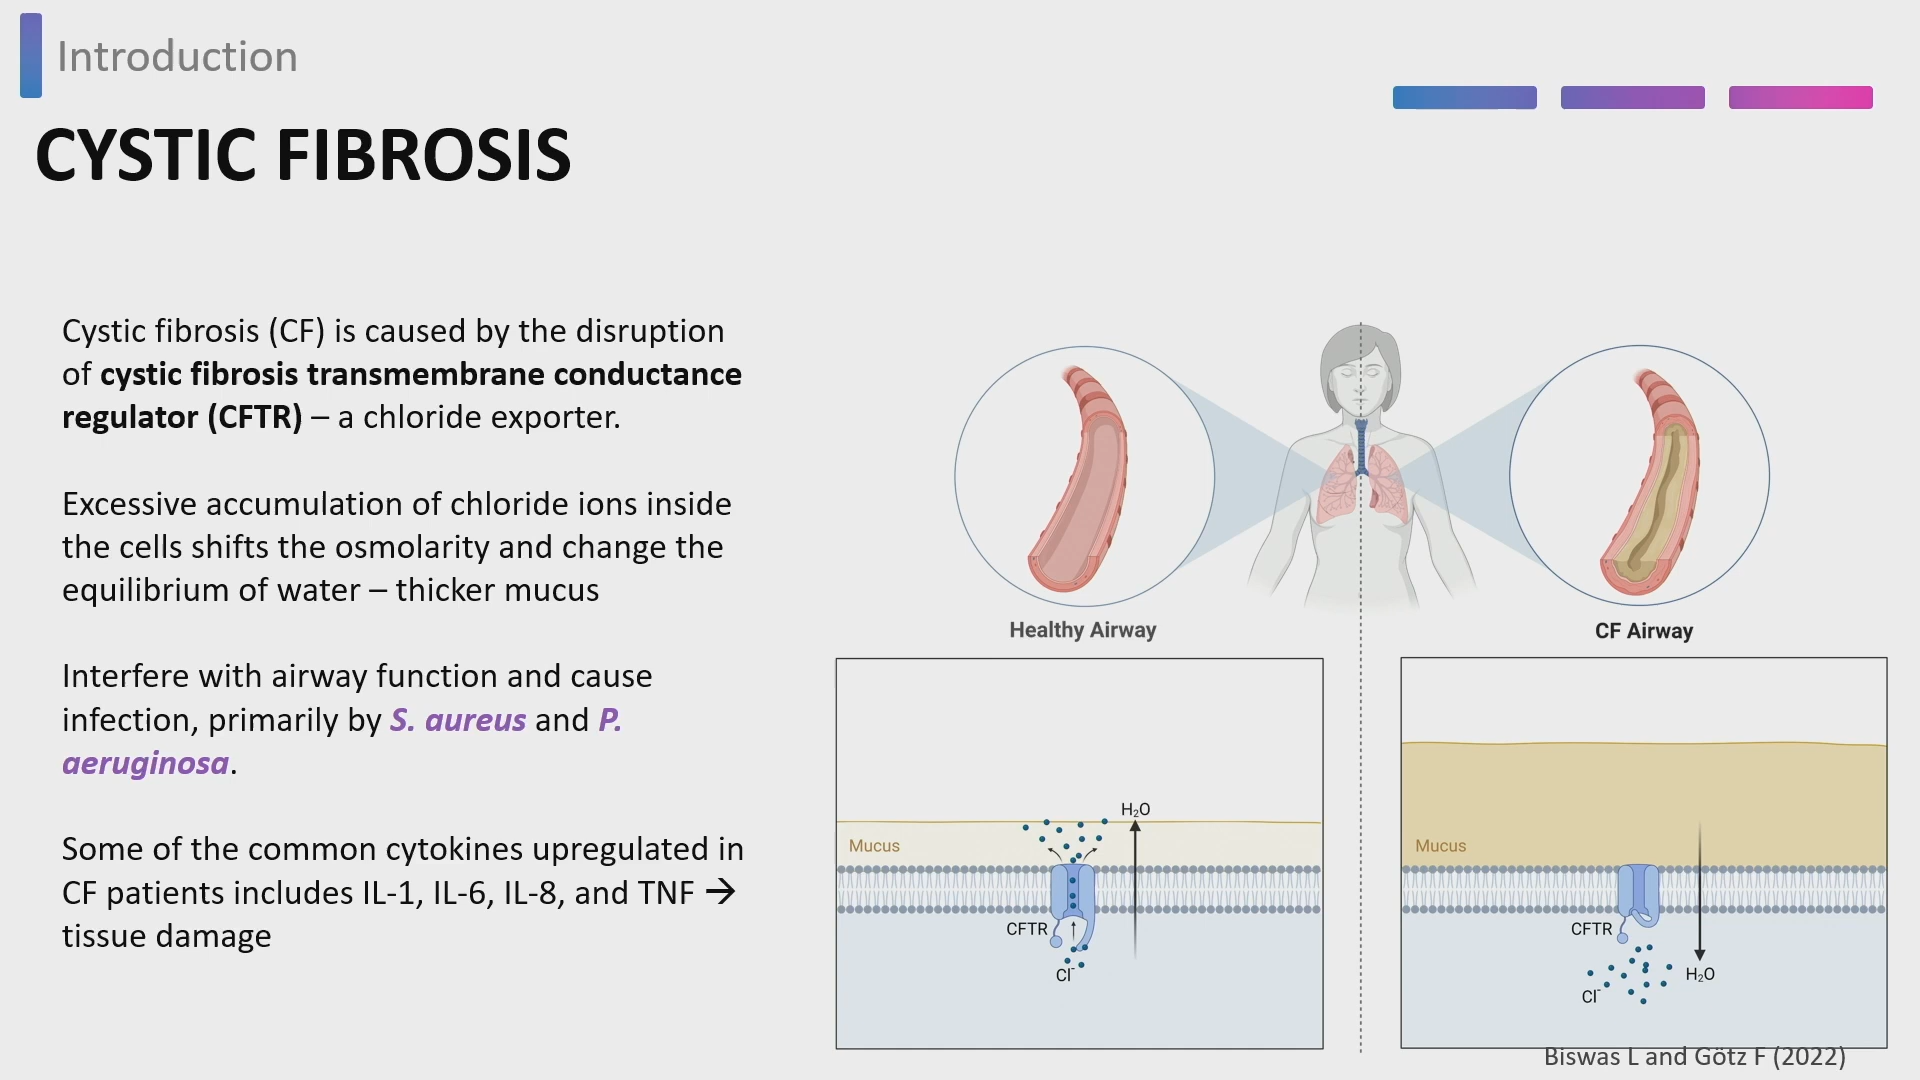 Introduction
CYSTIC FIBROSIS
Cystic fibrosis (CF) is caused by the disruption
of cystic fibrosis transmembrane conductance
regulator (CFTR) – a chloride exporter.
Excessive accumulation of chloride ions inside
the cells shifts the osmolarity and change the
equilibrium of water – thicker mucus
Interfere with airway function and cause
infection, primarily by S. aureus and P.
aeruginosa.
Some of the common cytokines upregulated in
CF patients includes IL-1, IL-6, IL-8, and TNF →
tissue damage
Healthy Airway
CF Airway
H₂O
Mucus
CFTR
Cl⁻
Mucus
CFTR
H₂O
Cl⁻
Biswas L and Götz F (2022)